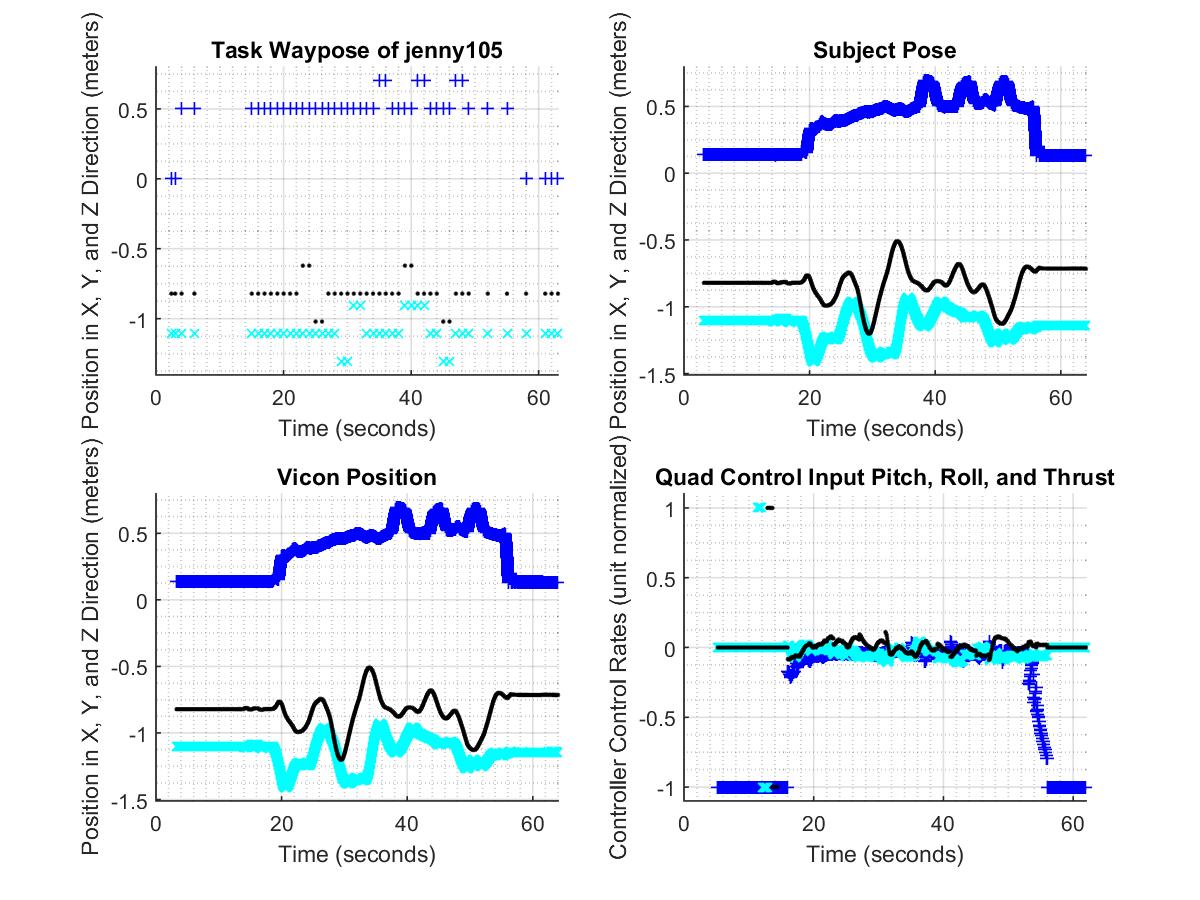 Task Waypose of jenny105
Position in X, Y, and Z Direction (meters)
0.5
0
-0.5
-1
0
20
40
60
Time (seconds)
Subject Pose
Position in X, Y, and Z Direction (meters)
0.5
0
-0.5
-1
-1.5
0
20
40
60
Time (seconds)
Vicon Position
Position in X, Y, and Z Direction (meters)
0.5
0
-0.5
-1
-1.5
0
20
40
60
Time (seconds)
Quad Control Input Pitch, Roll, and Thrust
Controller Control Rates (unit normalized)
1
0.5
0
-0.5
-1
0
20
40
60
Time (seconds)